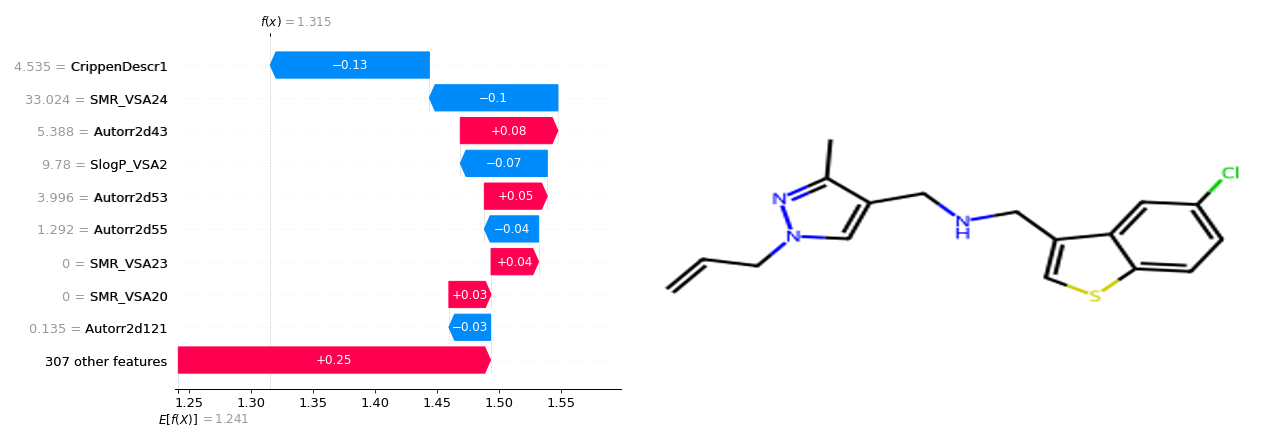 f(x) = 1.315
4.535 = CrippenDescr1
−0.13
33.024 = SMR_VSA24
−0.1
5.388 = Autorr2d43
+0.08
9.78 = SlogP_VSA2
−0.07
3.996 = Autorr2d53
+0.05
1.292 = Autorr2d55
−0.04
0 = SMR_VSA23
+0.04
0 = SMR_VSA20
+0.03
0.135 = Autorr2d121
−0.03
307 other features
+0.25
1.25 1.30 1.35 1.40 1.45 1.50 1.55
E[f(X)] = 1.241
Cl
N
N
N
H
S